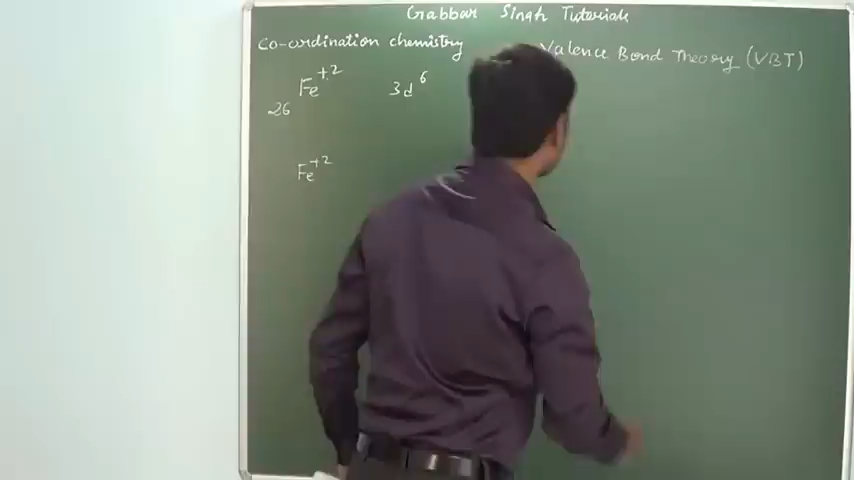 Gabbar Singh Tutorials
Co-ordination chemistry Valence Bond Theory (VBT)
Fe+2 3d6
26
Fe+2